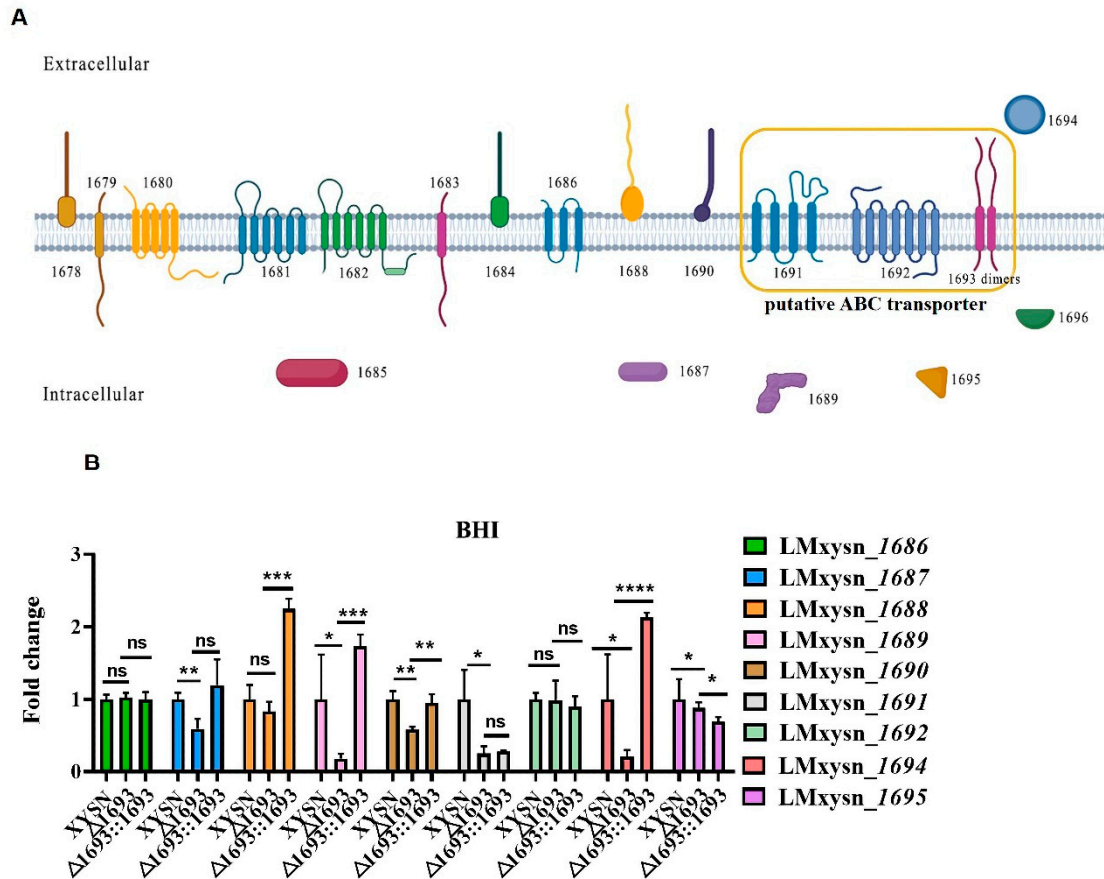 A
Extracellular
1694
1679
1680
1683
1686
1678
1681
1682
1684
1688
1690
1691
1692
1693 dimers
putative ABC transporter
1696
1685
1687
1689
1695
Intracellular
B
BHI
Fold change
3
2
1
0
ns
ns
**
ns
ns
***
*
***
**
**
*
ns
ns
ns
*
****
*
*
XYSN
Δ1693
Δ1693::1693
XYSN
Δ1693
Δ1693::1693
XYSN
Δ1693
Δ1693::1693
XYSN
Δ1693
Δ1693::1693
XYSN
Δ1693
Δ1693::1693
XYSN
Δ1693
Δ1693::1693
XYSN
Δ1693
Δ1693::1693
XYSN
Δ1693
Δ1693::1693
XYSN
Δ1693
Δ1693::1693
LMxysn_1686
LMxysn_1687
LMxysn_1688
LMxysn_1689
LMxysn_1690
LMxysn_1691
LMxysn_1692
LMxysn_1694
LMxysn_1695